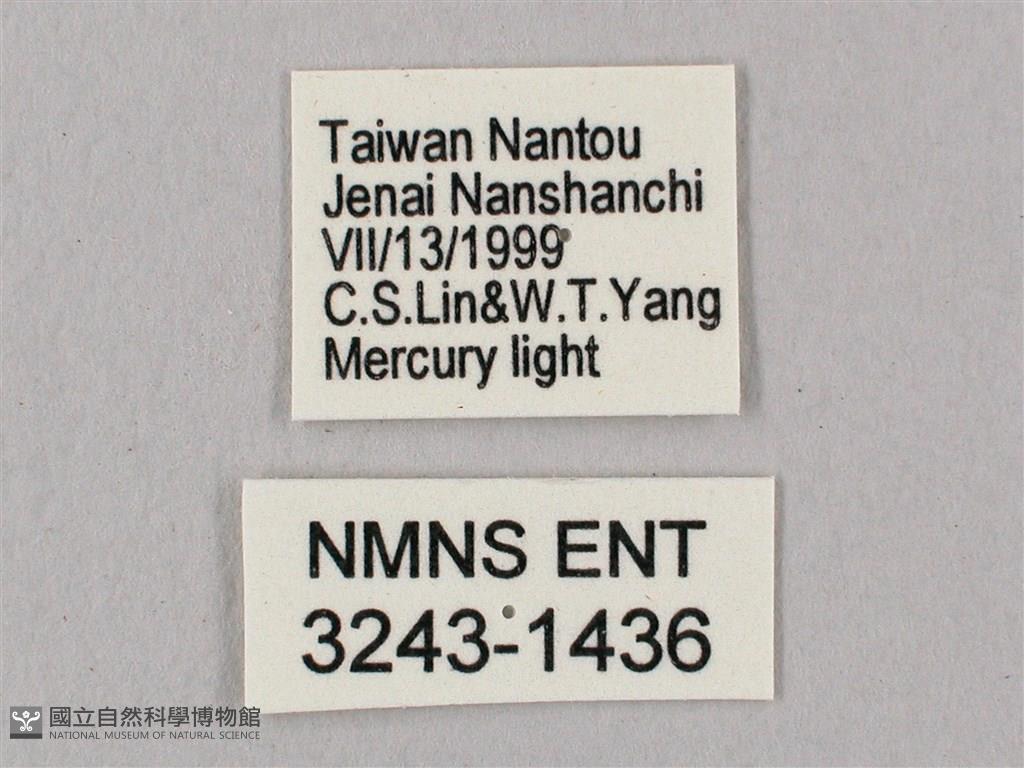 Taiwan Nantou
Jenai Nanshanchi
VII/13/1999
C.S.Lin&W.T.Yang
Mercury light
NMNS ENT
3243-1436
國立自然科學博物館
NATIONAL MUSEUM OF NATURAL SCIENCE